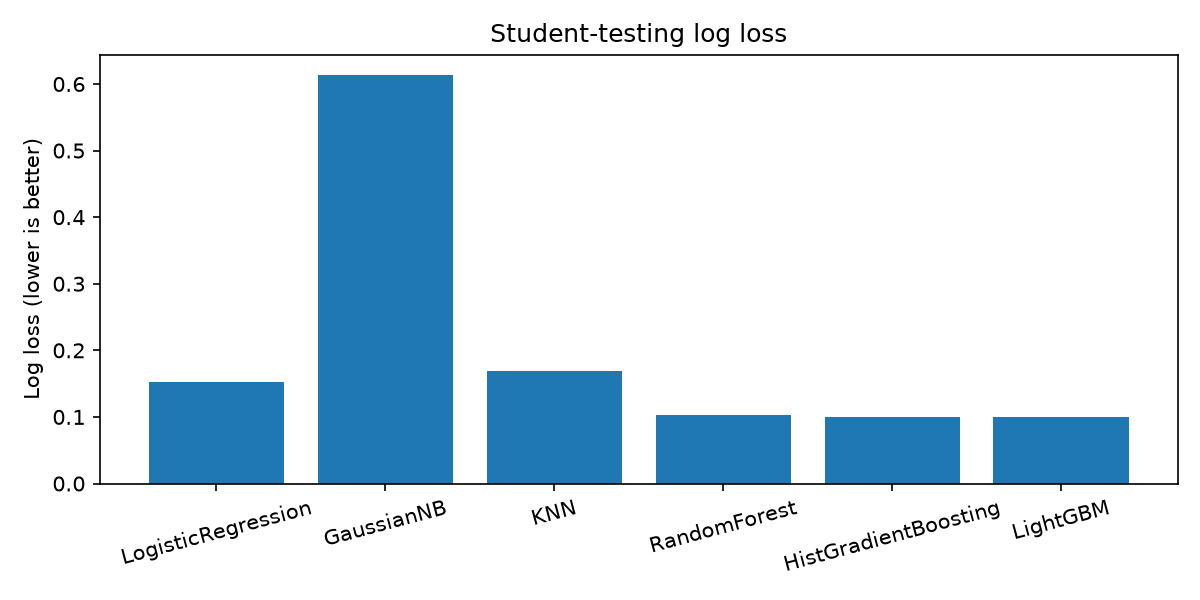 Student-testing log loss
Log loss (lower is better)
0.6
0.5
0.4
0.3
0.2
0.1
0.0
LogisticRegression
GaussianNB
KNN
RandomForest
HistGradientBoosting
LightGBM